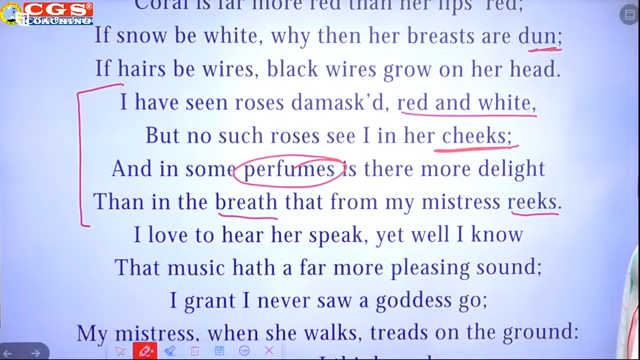 CGS
COACHING
Coral is far more red than her lips' red;
If snow be white, why then her breasts are dun;
If hairs be wires, black wires grow on her head.
I have seen roses damask'd, red and white,
But no such roses see I in her cheeks;
And in some perfumes is there more delight
Than in the breath that from my mistress reeks.
I love to hear her speak, yet well I know
That music hath a far more pleasing sound;
I grant I never saw a goddess go;
My mistress, when she walks, treads on the ground: